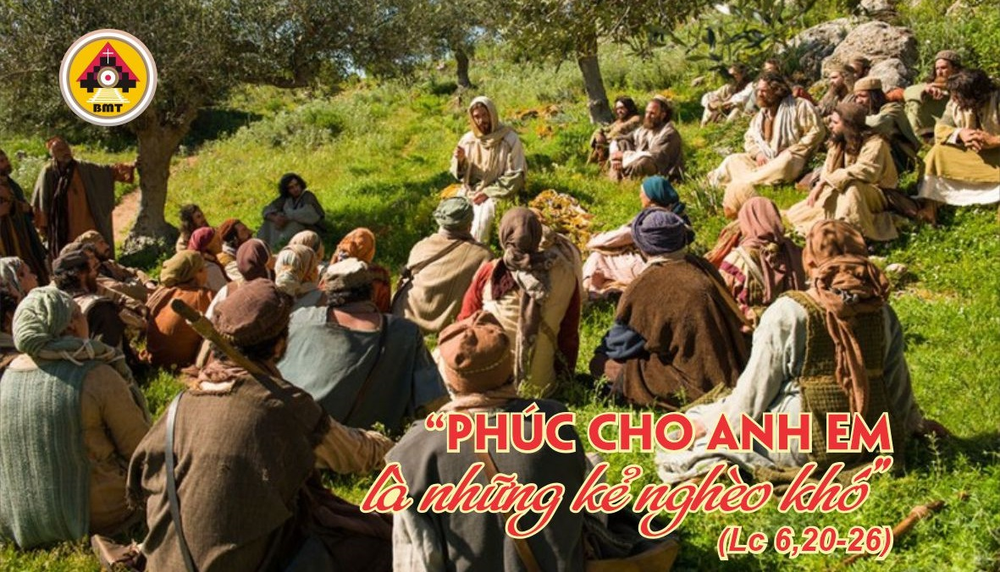 BMT
“PHÚC CHO ANH EM
là những kẻ nghèo khó”
(Lc 6,20-26)